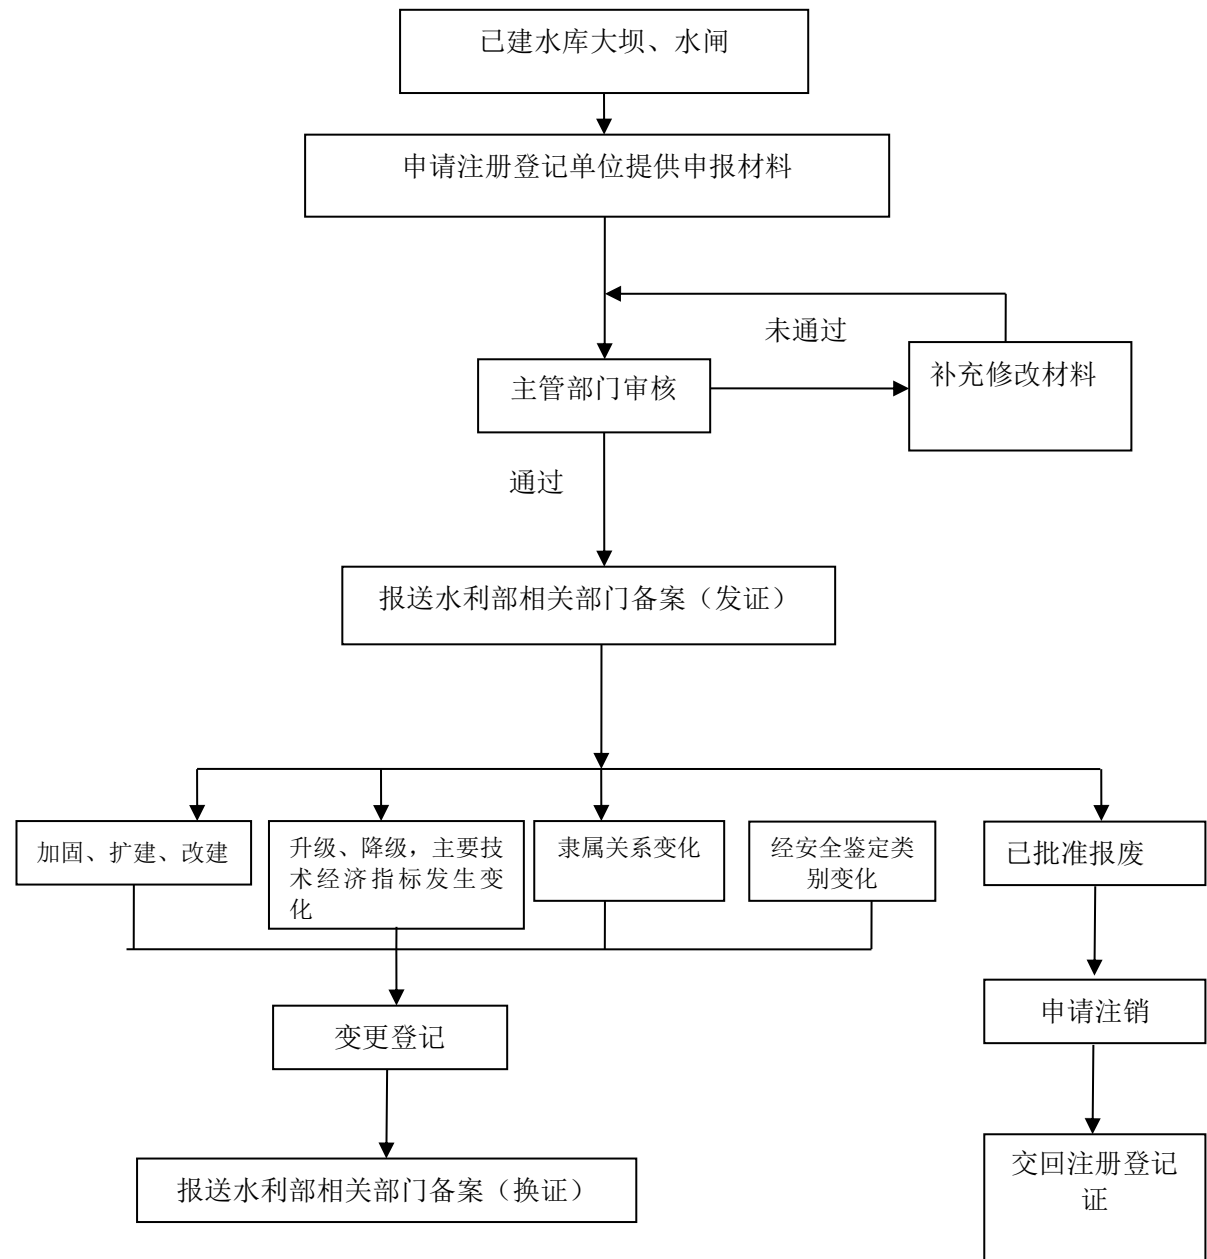 已建水库大坝、水闸
申请注册登记单位提供申报材料
未通过
主管部门审核
补充修改材料
通过
报送水利部相关部门备案（发证）
加固、扩建、改建
升级、降级，主要技
术经济指标发生变
化
隶属关系变化
经安全鉴定类
别变化
已批准报废
变更登记
申请注销
报送水利部相关部门备案（换证）
交回注册登记
证